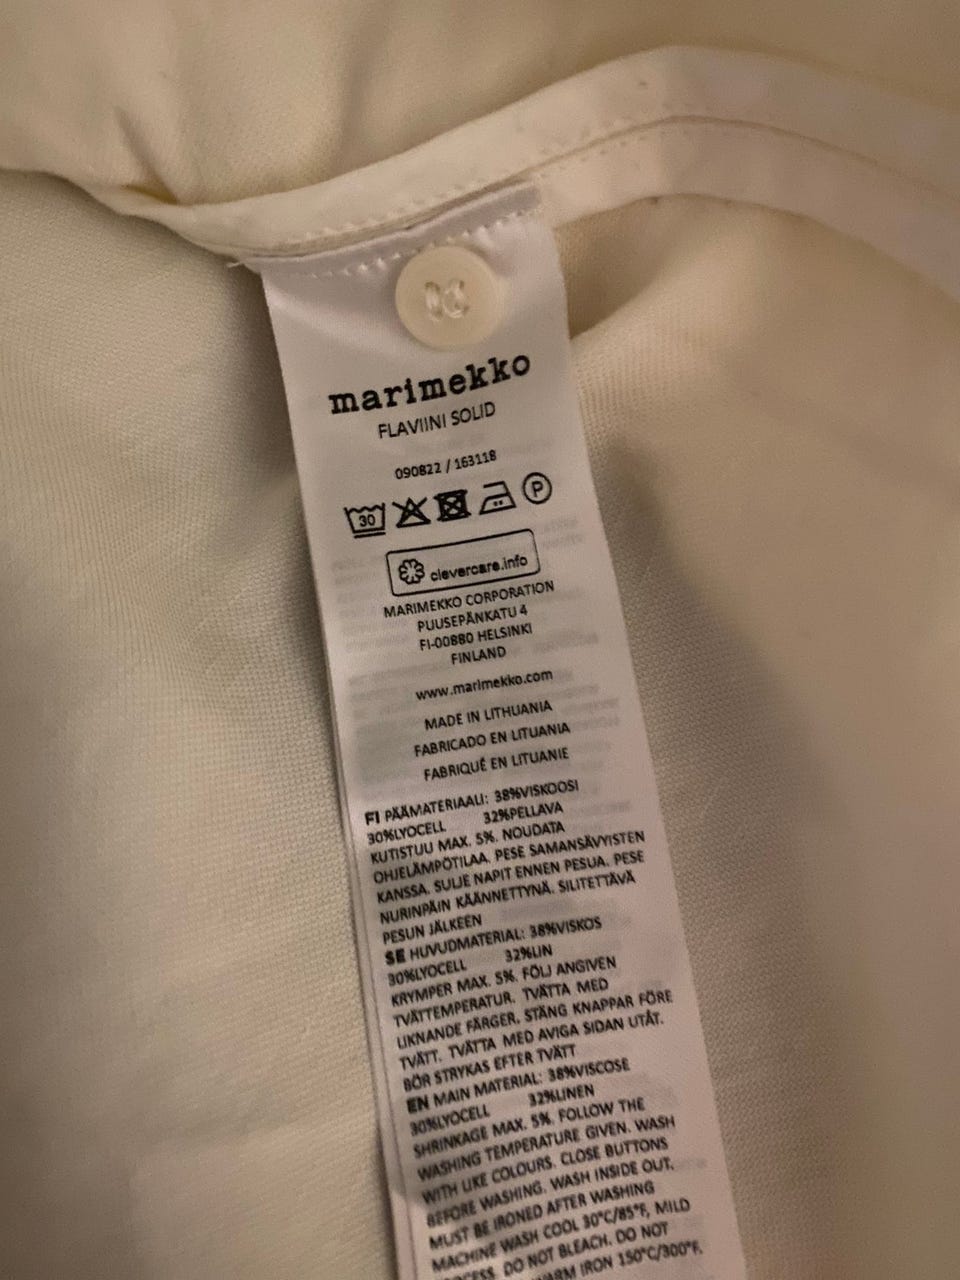 marimekko
FLAVIINI SOLID
090822 / 163118
30 P
clevercare.info
MARIMEKKO CORPORATION
PUUSEPÄNKATU 4
FI-00880 HELSINKI
FINLAND
www.marimekko.com
MADE IN LITHUANIA
FABRICADO EN LITUANIA
FABRIQUÉ EN LITUANIE
FI PÄÄMATERIAALI: 38%VISKOOSI
30%LYOCELL 32%PELLAVA
KUTISTUU MAX. 5%. NOUDATA
OHJELÄMPÖTILAA. PESE SAMANSÄVYISTEN
KANSSA. SULJE NAPIT ENNEN PESUA. PESE
NURINPÄIN KÄÄNNETTYNÄ. SILITETTÄVÄ
PESUN JÄLKEEN
SE HUVUDMATERIAL: 38%VISKOS
30%LYOCELL 32%LIN
KRYMPER MAX. 5%. FÖLJ ANGIVEN
TVÄTTEMPERATUR. TVÄTTA MED
LIKNANDE FÄRGER. STÄNG KNAPPAR FÖRE
TVÄTT. TVÄTTA MED AVIGA SIDAN UTÅT.
BÖR STRYKAS EFTER TVÄTT
EN MAIN MATERIAL: 38%VISCOSE
30%LYOCELL 32%LINEN
SHRINKAGE MAX. 5%. FOLLOW THE
WASHING TEMPERATURE GIVEN. WASH
WITH LIKE COLOURS. CLOSE BUTTONS
BEFORE WASHING. WASH INSIDE OUT.
MUST BE IRONED AFTER WASHING
MACHINE WASH COOL 30°C/85°F, MILD
PROCESS. DO NOT BLEACH. DO NOT
WARM IRON 150°C/300°F.